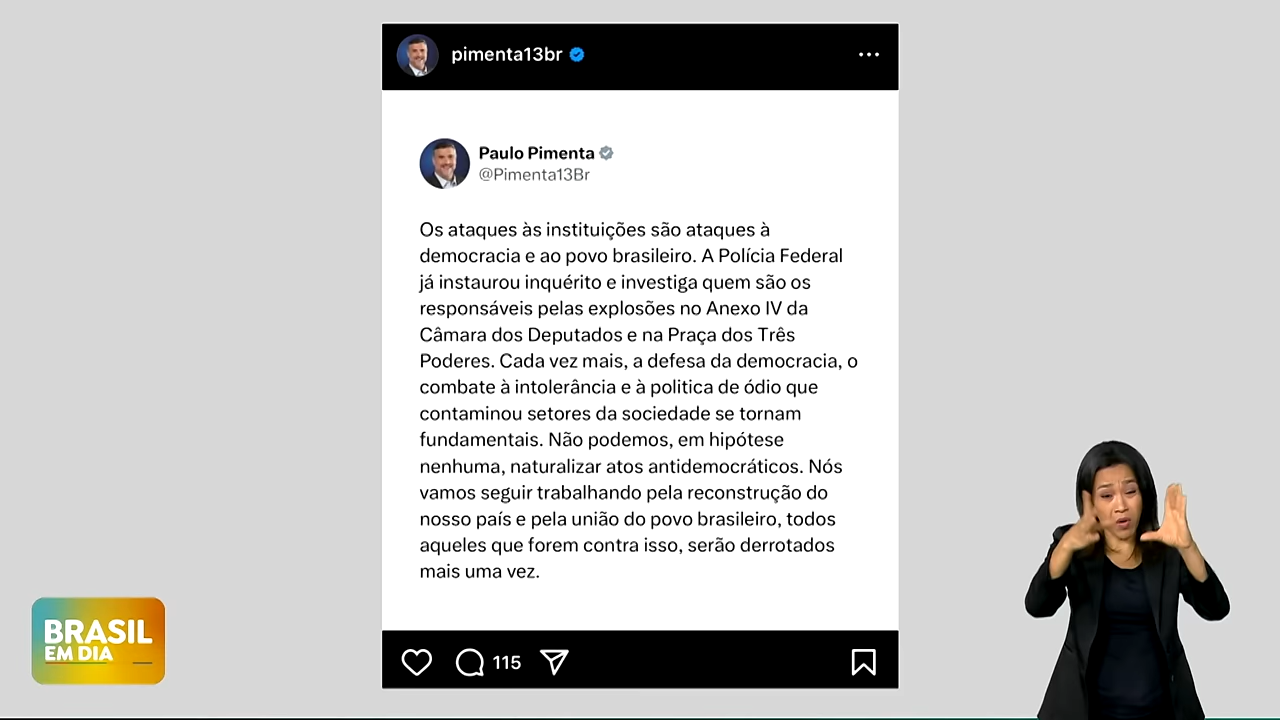 pimenta13br
Paulo Pimenta
@Pimenta13Br
Os ataques às instituições são ataques à
democracia e ao povo brasileiro. A Polícia Federal
já instaurou inquérito e investiga quem são os
responsáveis pelas explosões no Anexo IV da
Câmara dos Deputados e na Praça dos Três
Poderes. Cada vez mais, a defesa da democracia, o
combate à intolerância e à politica de ódio que
contaminou setores da sociedade se tornam
fundamentais. Não podemos, em hipótese
nenhuma, naturalizar atos antidemocráticos. Nós
vamos seguir trabalhando pela reconstrução do
nosso país e pela união do povo brasileiro, todos
aqueles que forem contra isso, serão derrotados
mais uma vez.
115
BRASIL
EM DIA